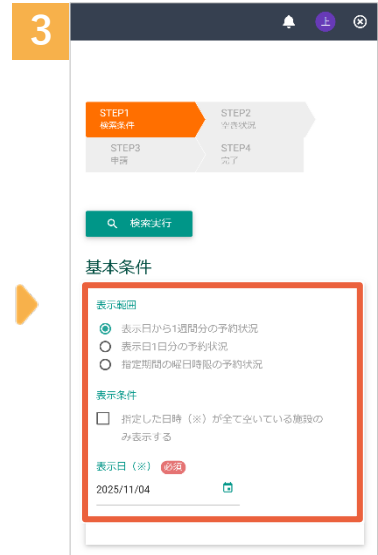 3
上
STEP1
検索条件
STEP2
空き状況
STEP3
申請
STEP4
完了
検索実行
基本条件
表示範囲
表示日から1週間分の予約状況
表示日1日分の予約状況
指定期間の曜日時限の予約状況
表示条件
指定した日時（※）が全て空いている施設の
み表示する
表示日（※） 必須
2025/11/04